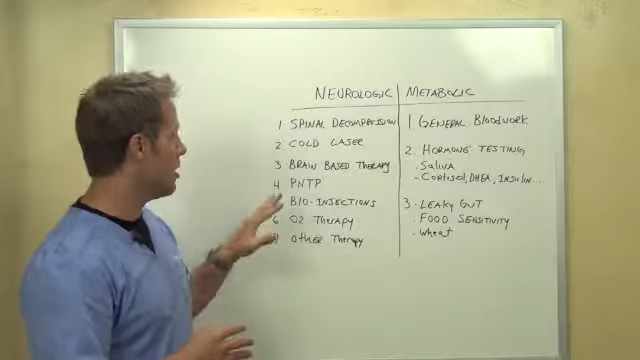 NEUROLOGIC
1 SPINAL DECOMPRESSION
2. COLD LASER
3 BRAIN BASED THERAPY
4 PNTP
BIO-INJECTIONS
6 O2 THERAPY
7 OTHER THERAPY
METABOLIC
1 GENERAL BLOODWORK
2. HORMONE TESTING
. SALIVA
. CORTISOL, DHEA, INSULIN....
3. LEAKY GUT
. FOOD SENSITIVITY
. WHEAT